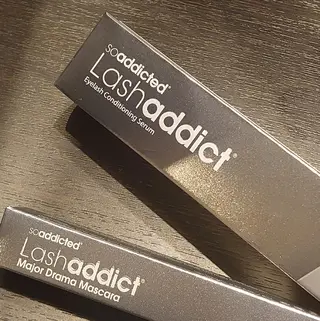 soaddicted®
Lashaddict®
Eyelash Conditioning Serum
soaddicted®
Lashaddict®
Major Drama Mascara